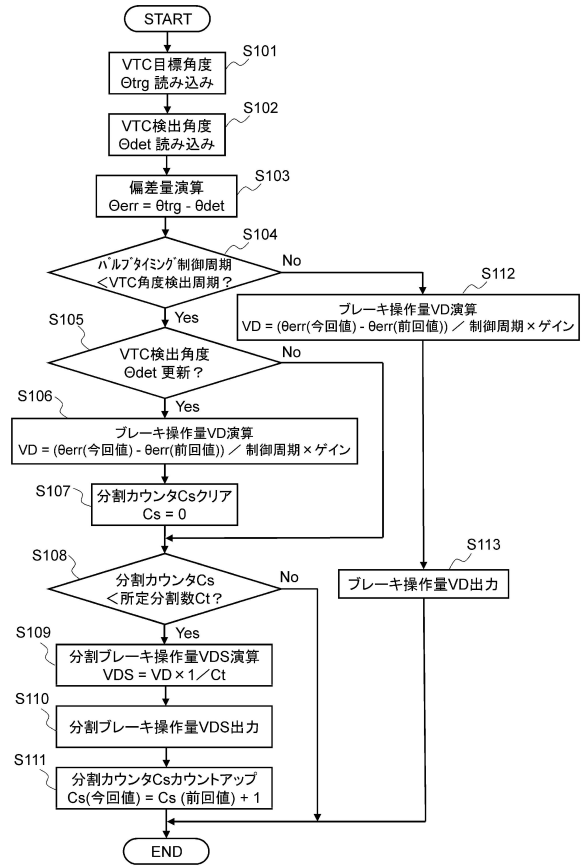 START
S101
VTC目標角度
Θtrg 読み込み
S102
VTC検出角度
Θdet 読み込み
S103
偏差量演算
Θerr = θtrg - θdet
S104
バルブタイミング制御周期
<VTC角度検出周期？
No
Yes
S112
ブレーキ操作量VD演算
VD = (θerr(今回値) - θerr(前回値)) ／ 制御周期×ゲイン
S105
VTC検出角度
Θdet 更新？
No
Yes
S106
ブレーキ操作量VD演算
VD = (θerr(今回値) - θerr(前回値)) ／ 制御周期×ゲイン
S107
分割カウンタCsクリア
Cs = 0
S108
分割カウンタCs
<所定分割数Ct？
No
Yes
S113
ブレーキ操作量VD出力
S109
分割ブレーキ操作量VDS演算
VDS = VD×1／Ct
S110
分割ブレーキ操作量VDS出力
S111
分割カウンタCsカウントアップ
Cs(今回値) = Cs (前回値) + 1
END